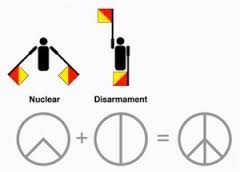 Nuclear Disarmament
+ =